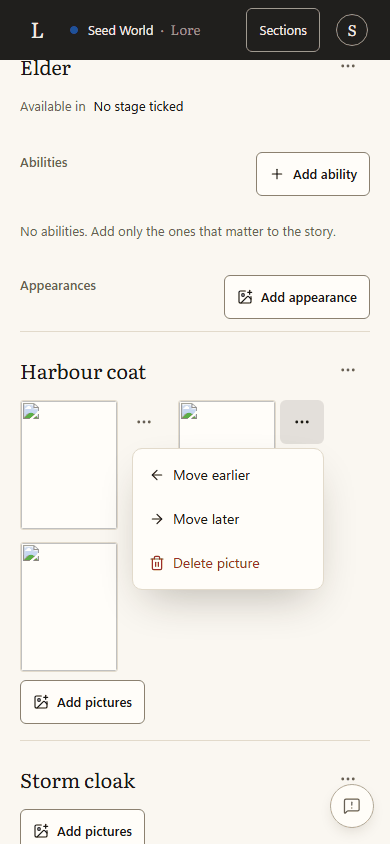 L Seed World · Lore Sections S
Elder
Available in No stage ticked
Abilities
Add ability
No abilities. Add only the ones that matter to the story.
Appearances
Add appearance
Harbour coat
Move earlier
Move later
Delete picture
Add pictures
Storm cloak
Add pictures